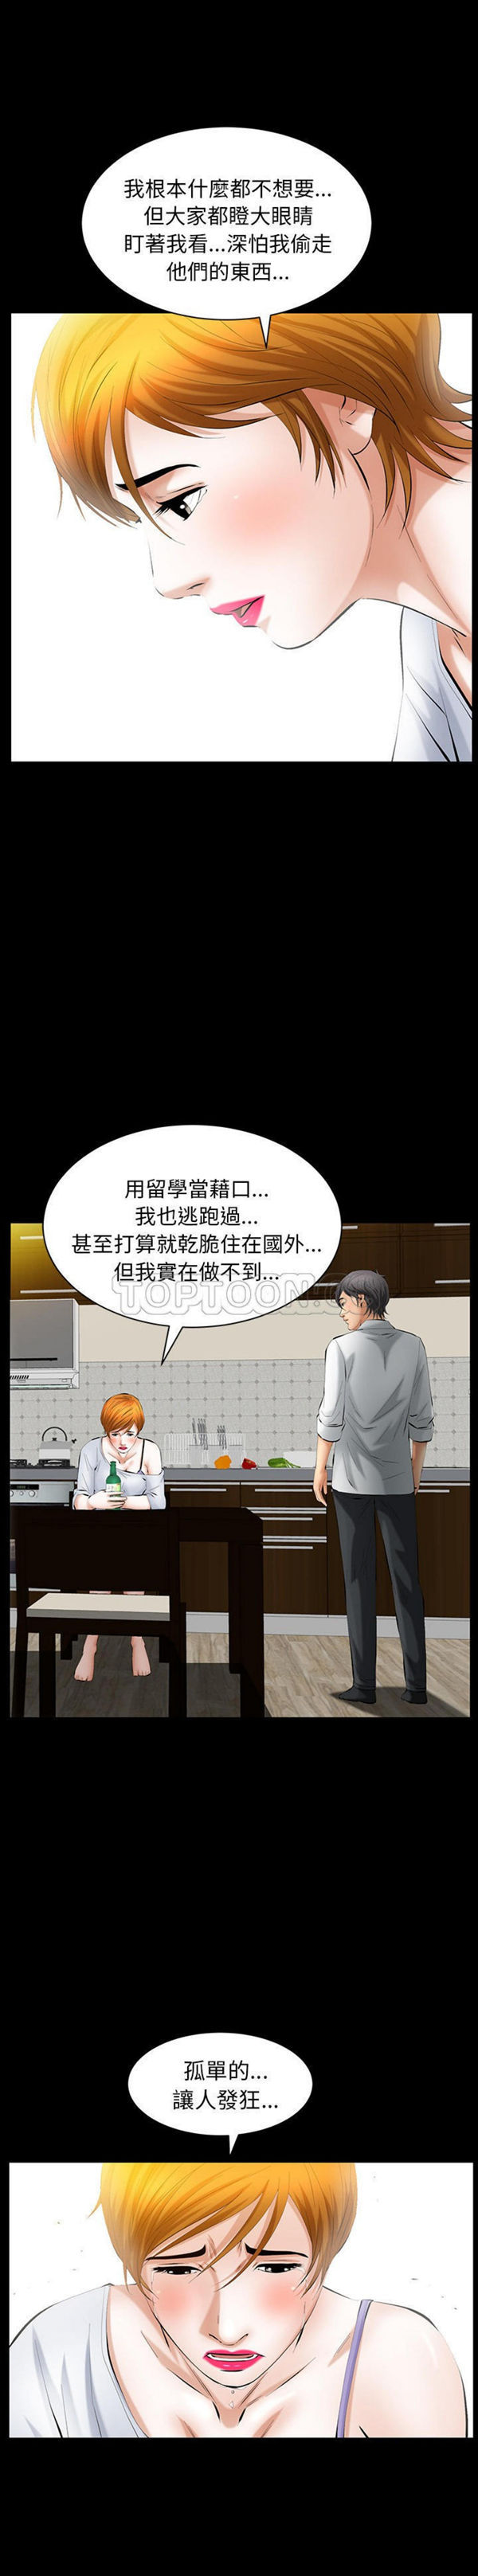 我根本什麼都不想要...
但大家都瞪大眼睛
盯著我看...深怕我偷走
他們的東西...
用留學當藉口...
我也逃跑過...
甚至打算就乾脆住在國外...
但我實在做不到...
TOPTOON.C
孤單的...
讓人發狂...